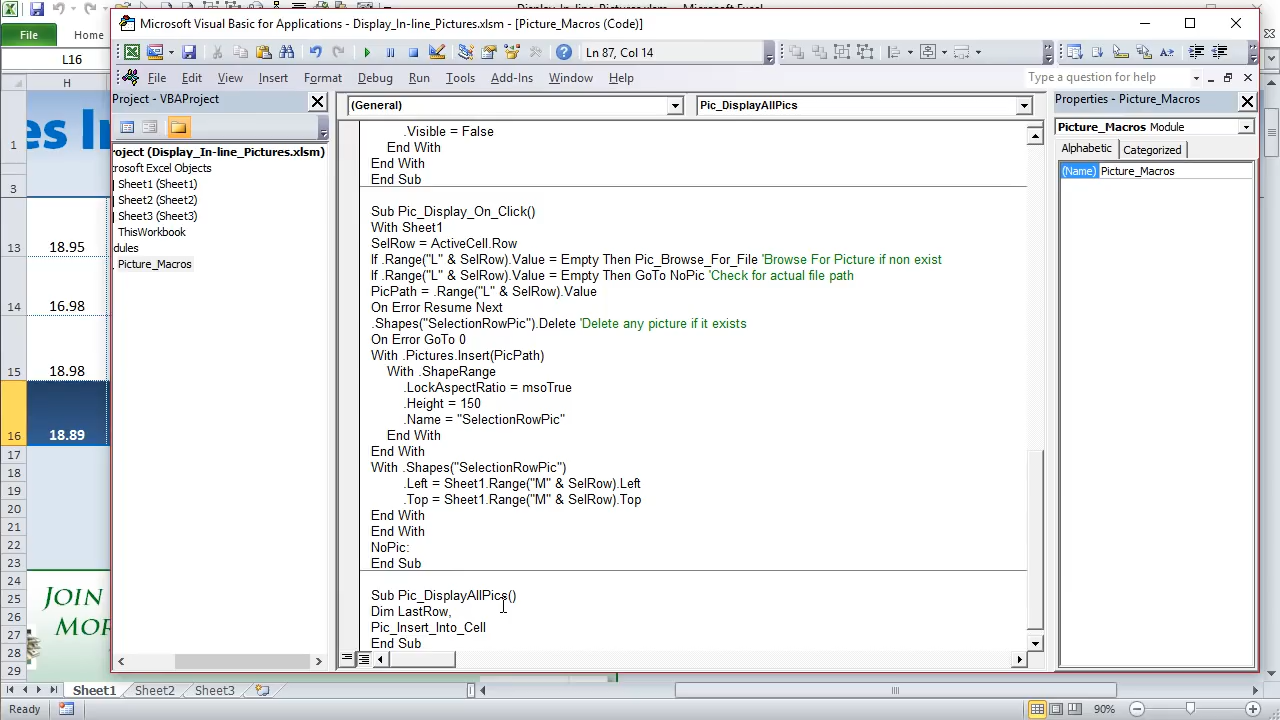 Display_In-line_Pictures.xlsm - Microsoft Excel
Microsoft Visual Basic for Applications - Display_In-line_Pictures.xlsm - [Picture_Macros (Code)]
File Home
L16
Ln 87, Col 14
File Edit View Insert Format Debug Run Tools Add-Ins Window Help
Type a question for help
Project - VBAProject
(General)
Pic_DisplayAllPics
Properties - Picture_Macros
Picture_Macros Module
Alphabetic Categorized
(Name) Picture_Macros
roject (Display_In-line_Pictures.xlsm)
rosoft Excel Objects
Sheet1 (Sheet1)
Sheet2 (Sheet2)
Sheet3 (Sheet3)
ThisWorkbook
dules
Picture_Macros
.Visible = False
End With
End With
End Sub
Sub Pic_Display_On_Click()
With Sheet1
SelRow = ActiveCell.Row
If .Range("L" & SelRow).Value = Empty Then Pic_Browse_For_File 'Browse For Picture if non exist
If .Range("L" & SelRow).Value = Empty Then GoTo NoPic 'Check for actual file path
PicPath = .Range("L" & SelRow).Value
On Error Resume Next
.Shapes("SelectionRowPic").Delete 'Delete any picture if it exists
On Error GoTo 0
With .Pictures.Insert(PicPath)
With .ShapeRange
.LockAspectRatio = msoTrue
.Height = 150
.Name = "SelectionRowPic"
End With
End With
With .Shapes("SelectionRowPic")
.Left = Sheet1.Range("M" & SelRow).Left
.Top = Sheet1.Range("M" & SelRow).Top
End With
End With
NoPic:
End Sub
Sub Pic_DisplayAllPics()
Dim LastRow,
Pic_Insert_Into_Cell
End Sub
H
1
es In
3
13 18.95
14 16.98
15 18.98
16 18.89
17
18
19
20
21
22
23
24
25 JOIN
26 MOR
27
28
29
Sheet1 Sheet2 Sheet3
Ready
90%